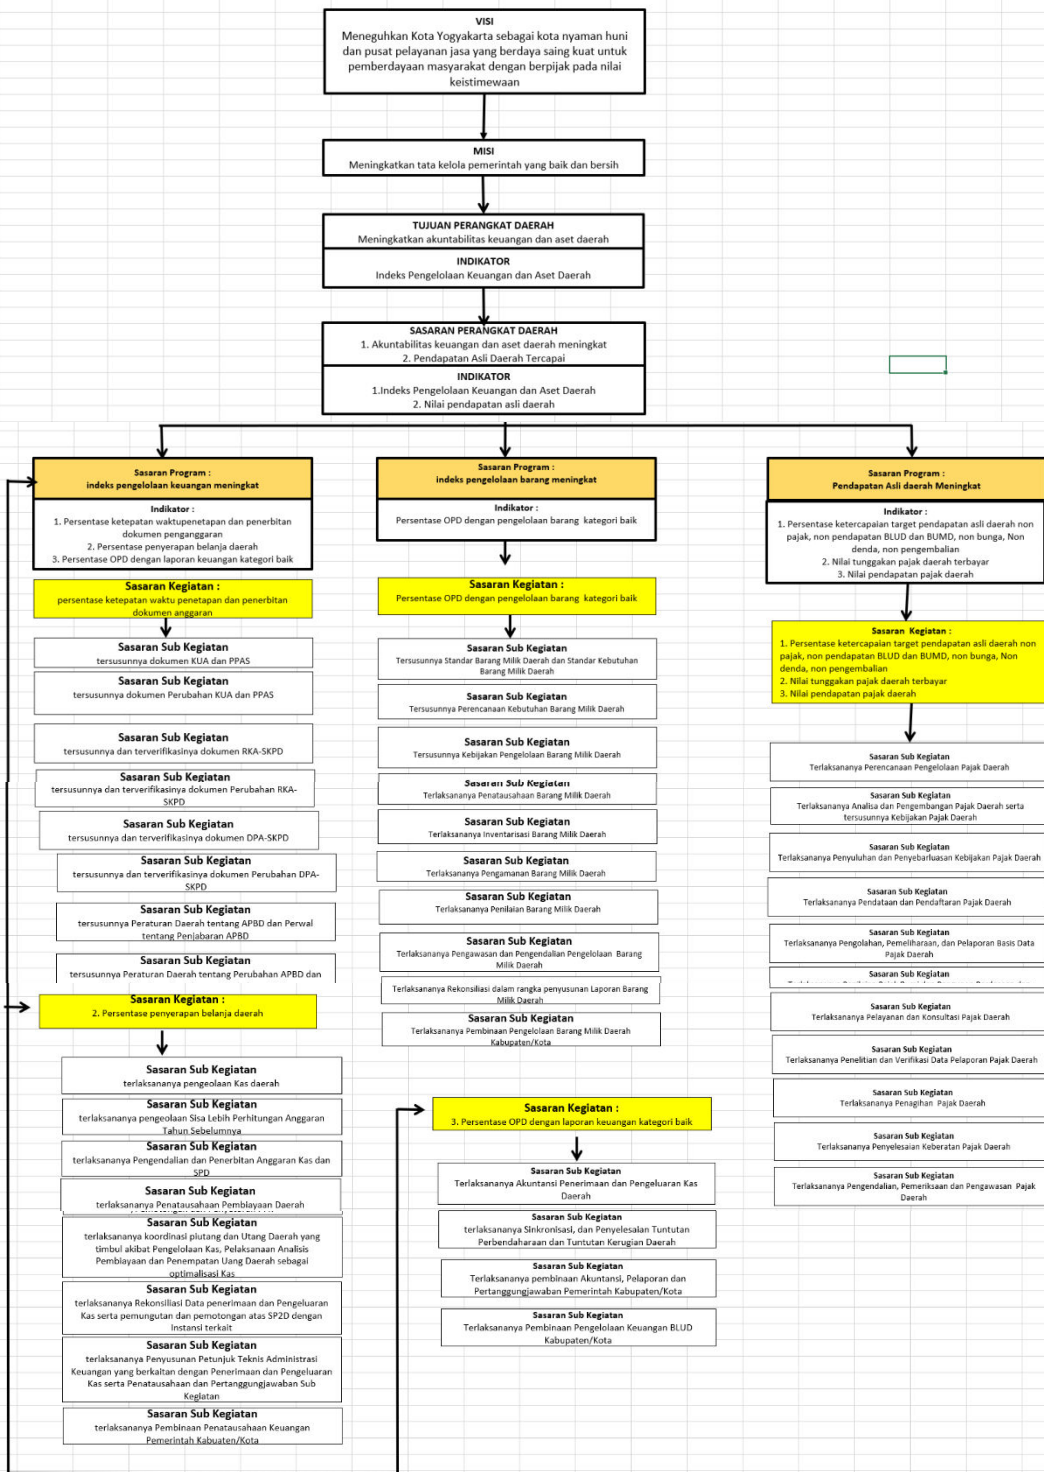 VISI
Meneguhkan Kota Yogyakarta sebagai kota nyaman huni
dan pusat pelayanan jasa yang berdaya saing kuat untuk
pemberdayaan masyarakat dengan berpijak pada nilai
keistimewaan
MISI
Meningkatkan tata kelola pemerintah yang baik dan bersih
TUJUAN PERANGKAT DAERAH
Meningkatkan akuntabilitas keuangan dan aset daerah
INDIKATOR
Indeks Pengelolaan Keuangan dan Aset Daerah
SASARAN PERANGKAT DAERAH
1. Akuntabilitas keuangan dan aset daerah meningkat
2. Pendapatan Asli Daerah Tercapai
INDIKATOR
1.Indeks Pengelolaan Keuangan dan Aset Daerah
2. Nilai pendapatan asli daerah
Sasaran Program :
indeks pengelolaan keuangan meningkat
Indikator :
1. Persentase ketepatan waktupenetapan dan penerbitan
dokumen penganggaran
2. Persentase penyerapan belanja daerah
3. Persentase OPD dengan laporan keuangan kategori baik
Sasaran Kegiatan :
persentase ketepatan waktu penetapan dan penerbitan
dokumen anggaran
Sasaran Sub Kegiatan
tersusunnya dokumen KUA dan PPAS
Sasaran Sub Kegiatan
tersusunnya dokumen Perubahan KUA dan PPAS
Sasaran Sub Kegiatan
tersusunnya dan terverifikasinya dokumen RKA-SKPD
Sasaran Sub Kegiatan
tersusunnya dan terverifikasinya dokumen Perubahan RKA-
SKPD
Sasaran Sub Kegiatan
tersusunnya dan terverifikasinya dokumen DPA-SKPD
Sasaran Sub Kegiatan
tersusunnya dan terverifikasinya dokumen Perubahan DPA-
SKPD
Sasaran Sub Kegiatan
tersusunnya Peraturan Daerah tentang APBD dan Perwal
tentang Penjabaran APBD
Sasaran Sub Kegiatan
tersusunnya Peraturan Daerah tentang Perubahan APBD dan
Sasaran Kegiatan :
2. Persentase penyerapan belanja daerah
Sasaran Sub Kegiatan
terlaksananya pengeolaan Kas daerah
Sasaran Sub Kegiatan
terlaksananya pengeolaan Sisa Lebih Perhitungan Anggaran
Tahun Sebelumnya
Sasaran Sub Kegiatan
terlaksananya Pengendalian dan Penerbitan Anggaran Kas dan
SPD
Sasaran Sub Kegiatan
terlaksananya Penatausahaan Pembiayaan Daerah
Sasaran Sub Kegiatan
terlaksananya koordinasi piutang dan Utang Daerah yang
timbul akibat Pengelolaan Kas, Pelaksanaan Analisis
Pembiayaan dan Penempatan Uang Daerah sebagai
optimalisasi Kas
Sasaran Sub Kegiatan
terlaksananya Rekonsiliasi Data penerimaan dan Pengeluaran
Kas serta pemungutan dan pemotongan atas SP2D dengan
Instansi terkait
Sasaran Sub Kegiatan
terlaksananya Penyusunan Petunjuk Teknis Administrasi
Keuangan yang berkaitan dengan Penerimaan dan Pengeluaran
Kas serta Penatausahaan dan Pertanggungjawaban Sub
Kegiatan
Sasaran Sub Kegiatan
terlaksananya Pembinaan Penatausahaan Keuangan
Pemerintah Kabuaten/Kota
Sasaran Program :
indeks pengelolaan barang meningkat
Indikator :
Persentase OPD dengan pengelolaan barang kategori baik
Sasaran Kegiatan :
Persentase OPD dengan pengelolaan barang kategori baik
Sasaran Sub Kegiatan
Tersusunnya Standar Barang Milik Daerah dan Standar Kebutuhan
Barang Milik Daerah
Sasaran Sub Kegiatan
Tersusunnya Perencanaan Kebutuhan Barang Milik Daerah
Sasaran Sub Kegiatan
Tersusunya Kebijakan Pengelolaan Barang Milik Daerah
Sasaran Sub Kegiatan
Terlaksananya Penatausahaan Barang Milik Daerah
Sasaran Sub Kegiatan
Terlaksananya Inventarisasi Barang Milik Daerah
Sasaran Sub Kegiatan
Terlaksananya Pengamanan Barang Milik Daerah
Sasaran Sub Kegiatan
Terlaksananya Penilaian Barang Milik Daerah
Sasaran Sub Kegiatan
Terlaksananya Pengawasan dan Pengendalian Pengelolaan Barang
Milik Daerah
Terlaksananya Rekonsiliasi dalam rangka penyusunan Laporan Barang
Milik Daerah
Sasaran Sub Kegiatan
Terlaksananya Pembinaan Pengelolaan Barang Milik Daerah
Kabupaten/Kota
Sasaran Kegiatan :
3. Persentase OPD dengan laporan keuangan kategori baik
Sasaran Sub Kegiatan
Terlaksananya Akuntansi Penerimaan dan Pengeluaran Kas
Daerah
Sasaran Sub Kegiatan
terlaksananya Sinkronisasi, dan Penyelesaian Tuntutan
Perbendaharaan dan Tuntutan Kerugian Daerah
Sasaran Sub Kegiatan
Terlaksananya pembinaan Akuntansi, Pelaporan dan
Pertanggungjawaban Pemerintah Kabupaten/Kota
Sasaran Sub Kegiatan
Terlaksananya Pembinaan Pengelolaan Keuangan BLUD
Kabupaten/Kota
Sasaran Program :
Pendapatan Asli daerah Meningkat
Indikator :
1. Persentase ketercapaian target pendapatan asli daerah non
pajak, non pendapatan BLUD dan BUMD, non bunga, Non
denda, non pengembalian
2. Nilai tunggakan pajak daerah terbayar
3. Nilai pendapatan pajak daerah
Sasaran Kegiatan :
1. Persentase ketercapaian target pendapatan asli daerah non
pajak, non pendapatan BLUD dan BUMD, non bunga, Non
denda, non pengembalian
2. Nilai tunggakan pajak daerah terbayar
3. Nilai pendapatan pajak daerah
Sasaran Sub Kegiatan
Terlaksananya Perencanaan Pengelolaan Pajak Daerah
Sasaran Sub Kegiatan
Terlaksananya Analisa dan Pengembangan Pajak Daerah serta
tersusunya Kebijakan Pajak Daerah
Sasaran Sub Kegiatan
Terlaksananya Penyuluhan dan Penyebarluasan Kebijakan Pajak Daerah
Sasaran Sub Kegiatan
Terlaksananya Pendataan dan Pendaftaran Pajak Daerah
Sasaran Sub Kegiatan
Terlaksananya Pengolahan, Pemeliharaan, dan Pelaporan Basis Data
Pajak Daerah
Sasaran Sub Kegiatan
Sasaran Sub Kegiatan
Terlaksananya Pelayanan dan Konsultasi Pajak Daerah
Sasaran Sub Kegiatan
Terlaksananya Penelitian dan Verifikasi Data Pelaporan Pajak Daerah
Sasaran Sub Kegiatan
Terlaksananya Penagihan Pajak Daerah
Sasaran Sub Kegiatan
Terlaksananya Penyelesaian Keberatan Pajak Daerah
Sasaran Sub Kegiatan
Terlaksananya Pengendalian, Pemeriksaan dan Pengawasan Pajak
Daerah